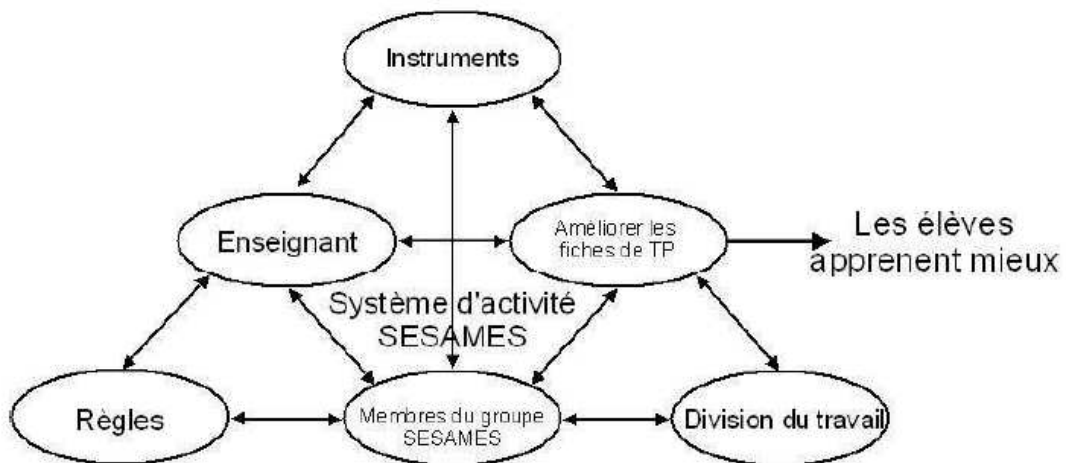 Instruments
Enseignant
Améliorer les
fiches de TP
Les élèves
apprenent mieux
Système d'activité
SESAMES
Règles
Membres du groupe
SESAMES
Division du travail